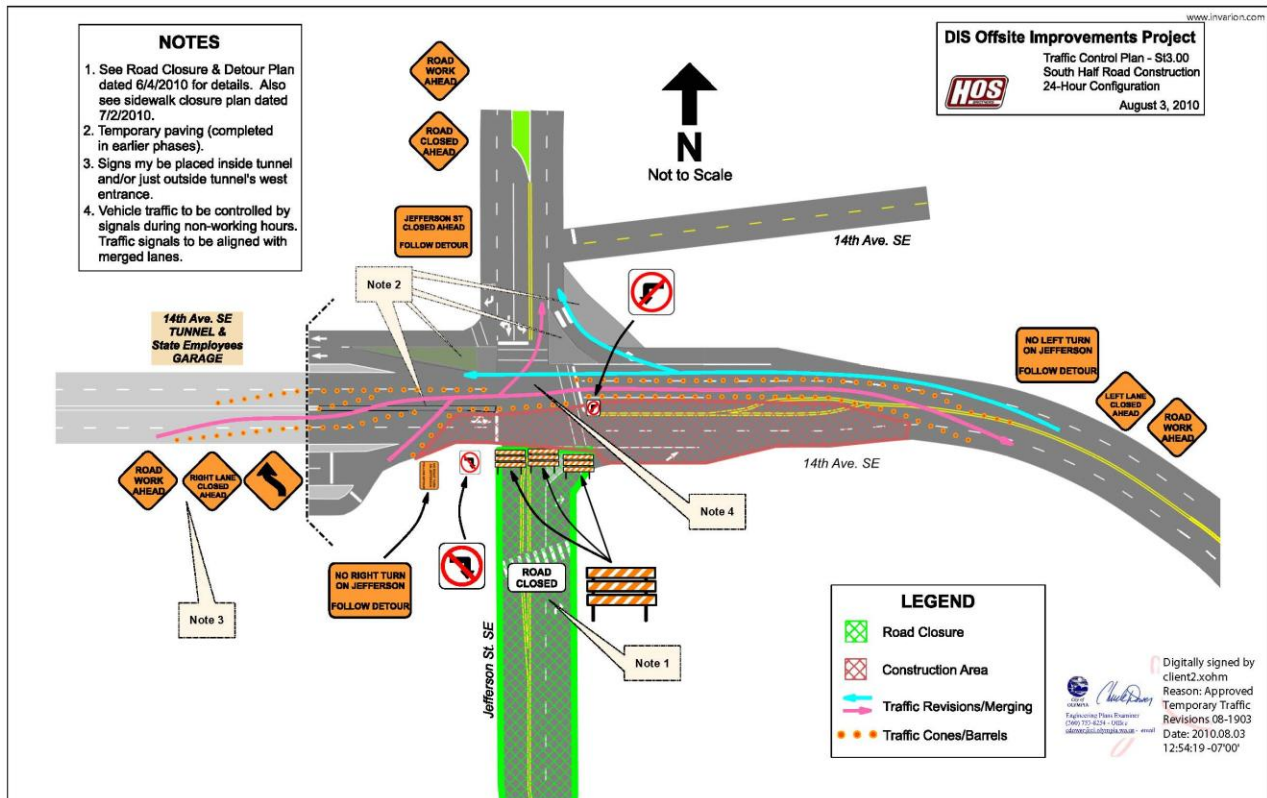 www.invarion.com
NOTES
1. See Road Closure & Detour Plan
dated 6/4/2010 for details. Also
see sidewalk closure plan dated
7/2/2010.
2. Temporary paving (completed
in earlier phases).
3. Signs my be placed inside tunnel
and/or just outside tunnel's west
entrance.
4. Vehicle traffic to be controlled by
signals during non-working hours.
Traffic signals to be aligned with
merged lanes.
ROAD
WORK
AHEAD
ROAD
CLOSED
AHEAD
JEFFERSON ST
CLOSED AHEAD
FOLLOW DETOUR
N
Not to Scale
DIS Offsite Improvements Project
HOS
Traffic Control Plan - St3.00
South Half Road Construction
24-Hour Configuration
August 3, 2010
14th Ave. SE
Note 2
14th Ave. SE
TUNNEL &
State Employees
GARAGE
NO LEFT TURN
ON JEFFERSON
FOLLOW DETOUR
LEFT LANE
CLOSED
AHEAD
ROAD
WORK
AHEAD
14th Ave. SE
ROAD
WORK
AHEAD
RIGHT LANE
CLOSED
AHEAD
Note 4
NO RIGHT TURN
ON JEFFERSON
FOLLOW DETOUR
ROAD
CLOSED
Note 3
Note 1
Jefferson St. SE
LEGEND
Road Closure
Construction Area
Traffic Revisions/Merging
Traffic Cones/Barrels
City of
OLYMPIA
Engineering Plans Examiner
Digitally signed by
client2.xohm
Reason: Approved
Temporary Traffic
Revisions 08-1903
Date: 2010.08.03
12:54:19 -07'00'